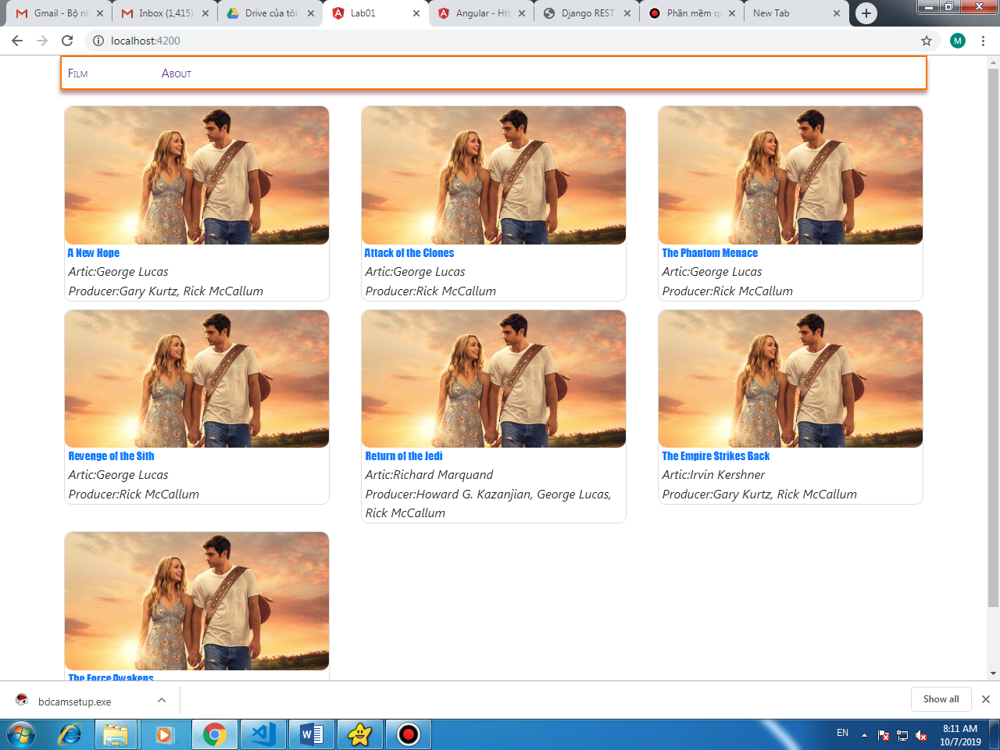 Gmail - Bộ nh
Inbox (1,415)
Drive của tôi
Lab01
Angular - Htt
Django REST
Phần mềm q
New Tab
localhost:4200
M
Film
About
A New Hope
Artic:George Lucas
Producer:Gary Kurtz, Rick McCallum
Attack of the Clones
Artic:George Lucas
Producer:Rick McCallum
The Phantom Menace
Artic:George Lucas
Producer:Rick McCallum
Revenge of the Sith
Artic:George Lucas
Producer:Rick McCallum
Return of the Jedi
Artic:Richard Marquand
Producer:Howard G. Kazanjian, George Lucas,
Rick McCallum
The Empire Strikes Back
Artic:Irvin Kershner
Producer:Gary Kurtz, Rick McCallum
The Force Awakens
bdcamsetup.exe
Show all
EN
8:11 AM
10/7/2019